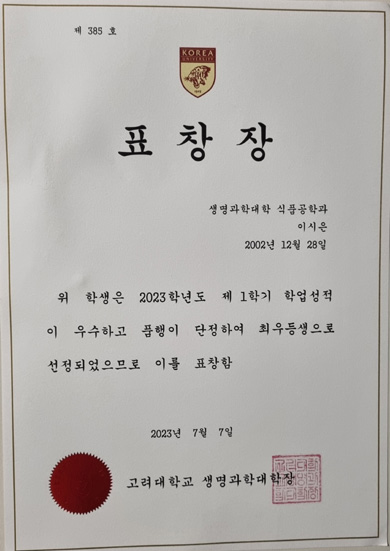 제 385 호
KOREA
UNIVERSITY
1905
표 창 장
생명과학대학 식품공학과
이시은
2002년 12월 28일
위 학생은 2023학년도 제 1학기 학업성적
이 우수하고 품행이 단정하여 최우등생으로
선정되었으므로 이를 표창함
2023년 7월 7일
고려대학교 생명과학대학장